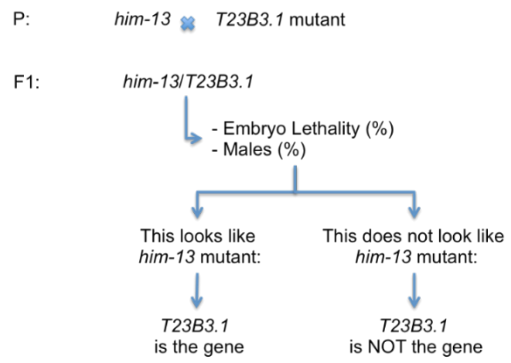 P: him-13 T23B3.1 mutant
F1: him-13/T23B3.1
- Embryo Lethality (%)
- Males (%)
This looks like
him-13 mutant:
This does not look like
him-13 mutant:
T23B3.1
is the gene
T23B3.1
is NOT the gene